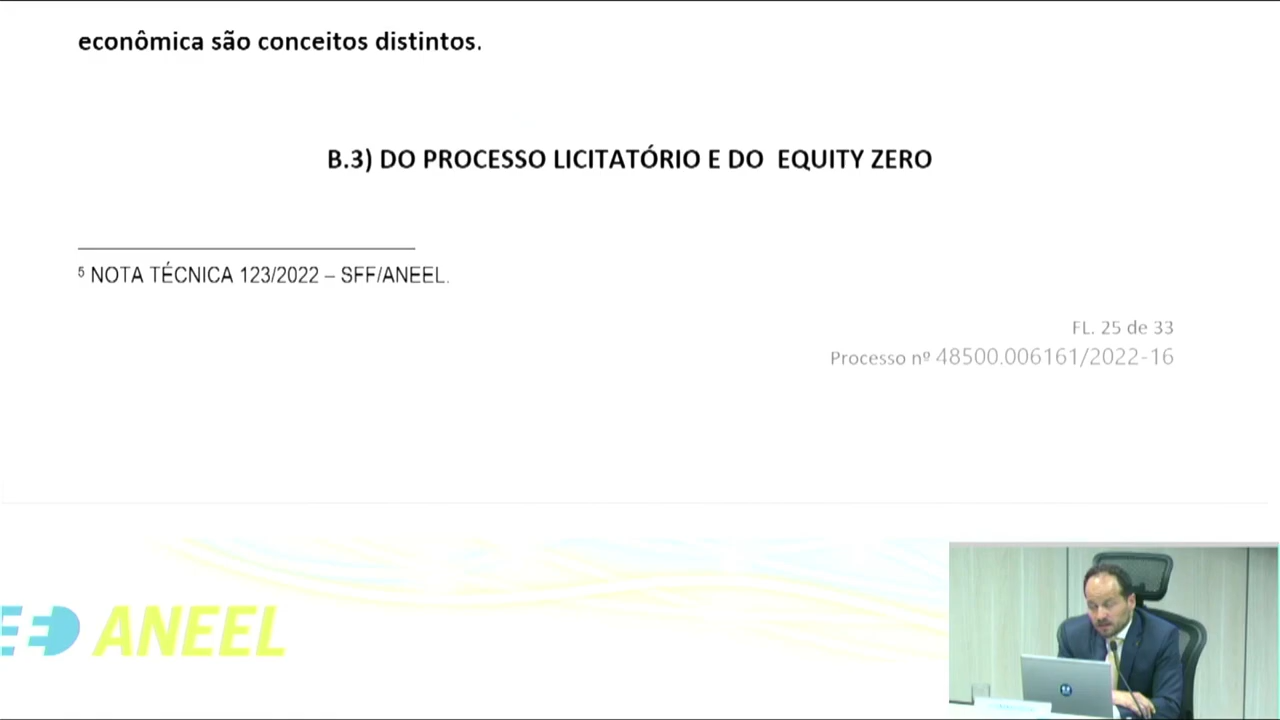 econômica são conceitos distintos.
B.3) DO PROCESSO LICITATÓRIO E DO EQUITY ZERO
⁵ NOTA TÉCNICA 123/2022 – SFF/ANEEL.
FL. 25 de 33
Processo nº 48500.006161/2022-16
ANEEL